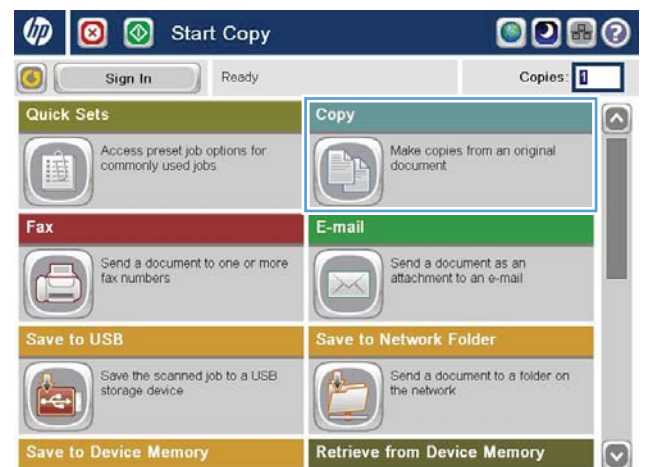 hp
Start Copy
?
Sign In
Ready
Copies: 1
Quick Sets
Access preset job options for
commonly used jobs
Copy
Make copies from an original
document
Fax
Send a document to one or more
fax numbers
E-mail
Send a document as an
attachment to an e-mail
Save to USB
Save the scanned job to a USB
storage device
Save to Network Folder
Send a document to a folder on
the network
Save to Device Memory
Retrieve from Device Memory